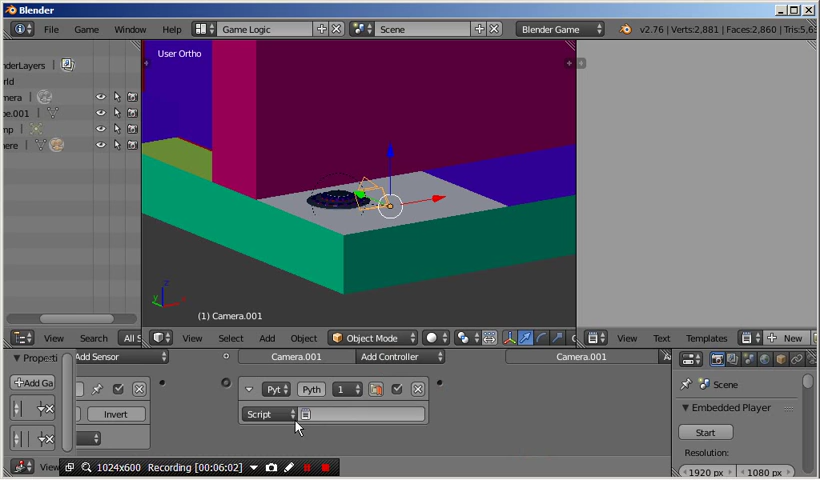 Blender
File Game Window Help Game Logic Scene Blender Game v2.76 | Verts:2,881 | Faces:2,860 | Tris:5,6
User Ortho
nderLayers |
rld
mera |
be.001 |
mp |
here |
z
y
x
(1) Camera.001
View Search All S View Select Add Object Object Mode View Text Templates New
Properti Add Sensor Camera.001 Add Controller Camera.001 A
Add Ga Pyt Pyth 1 Scene
Invert Script Embedded Player
Start
Resolution:
View 1024x600 Recording [00:06:02] 1920 px 1080 px